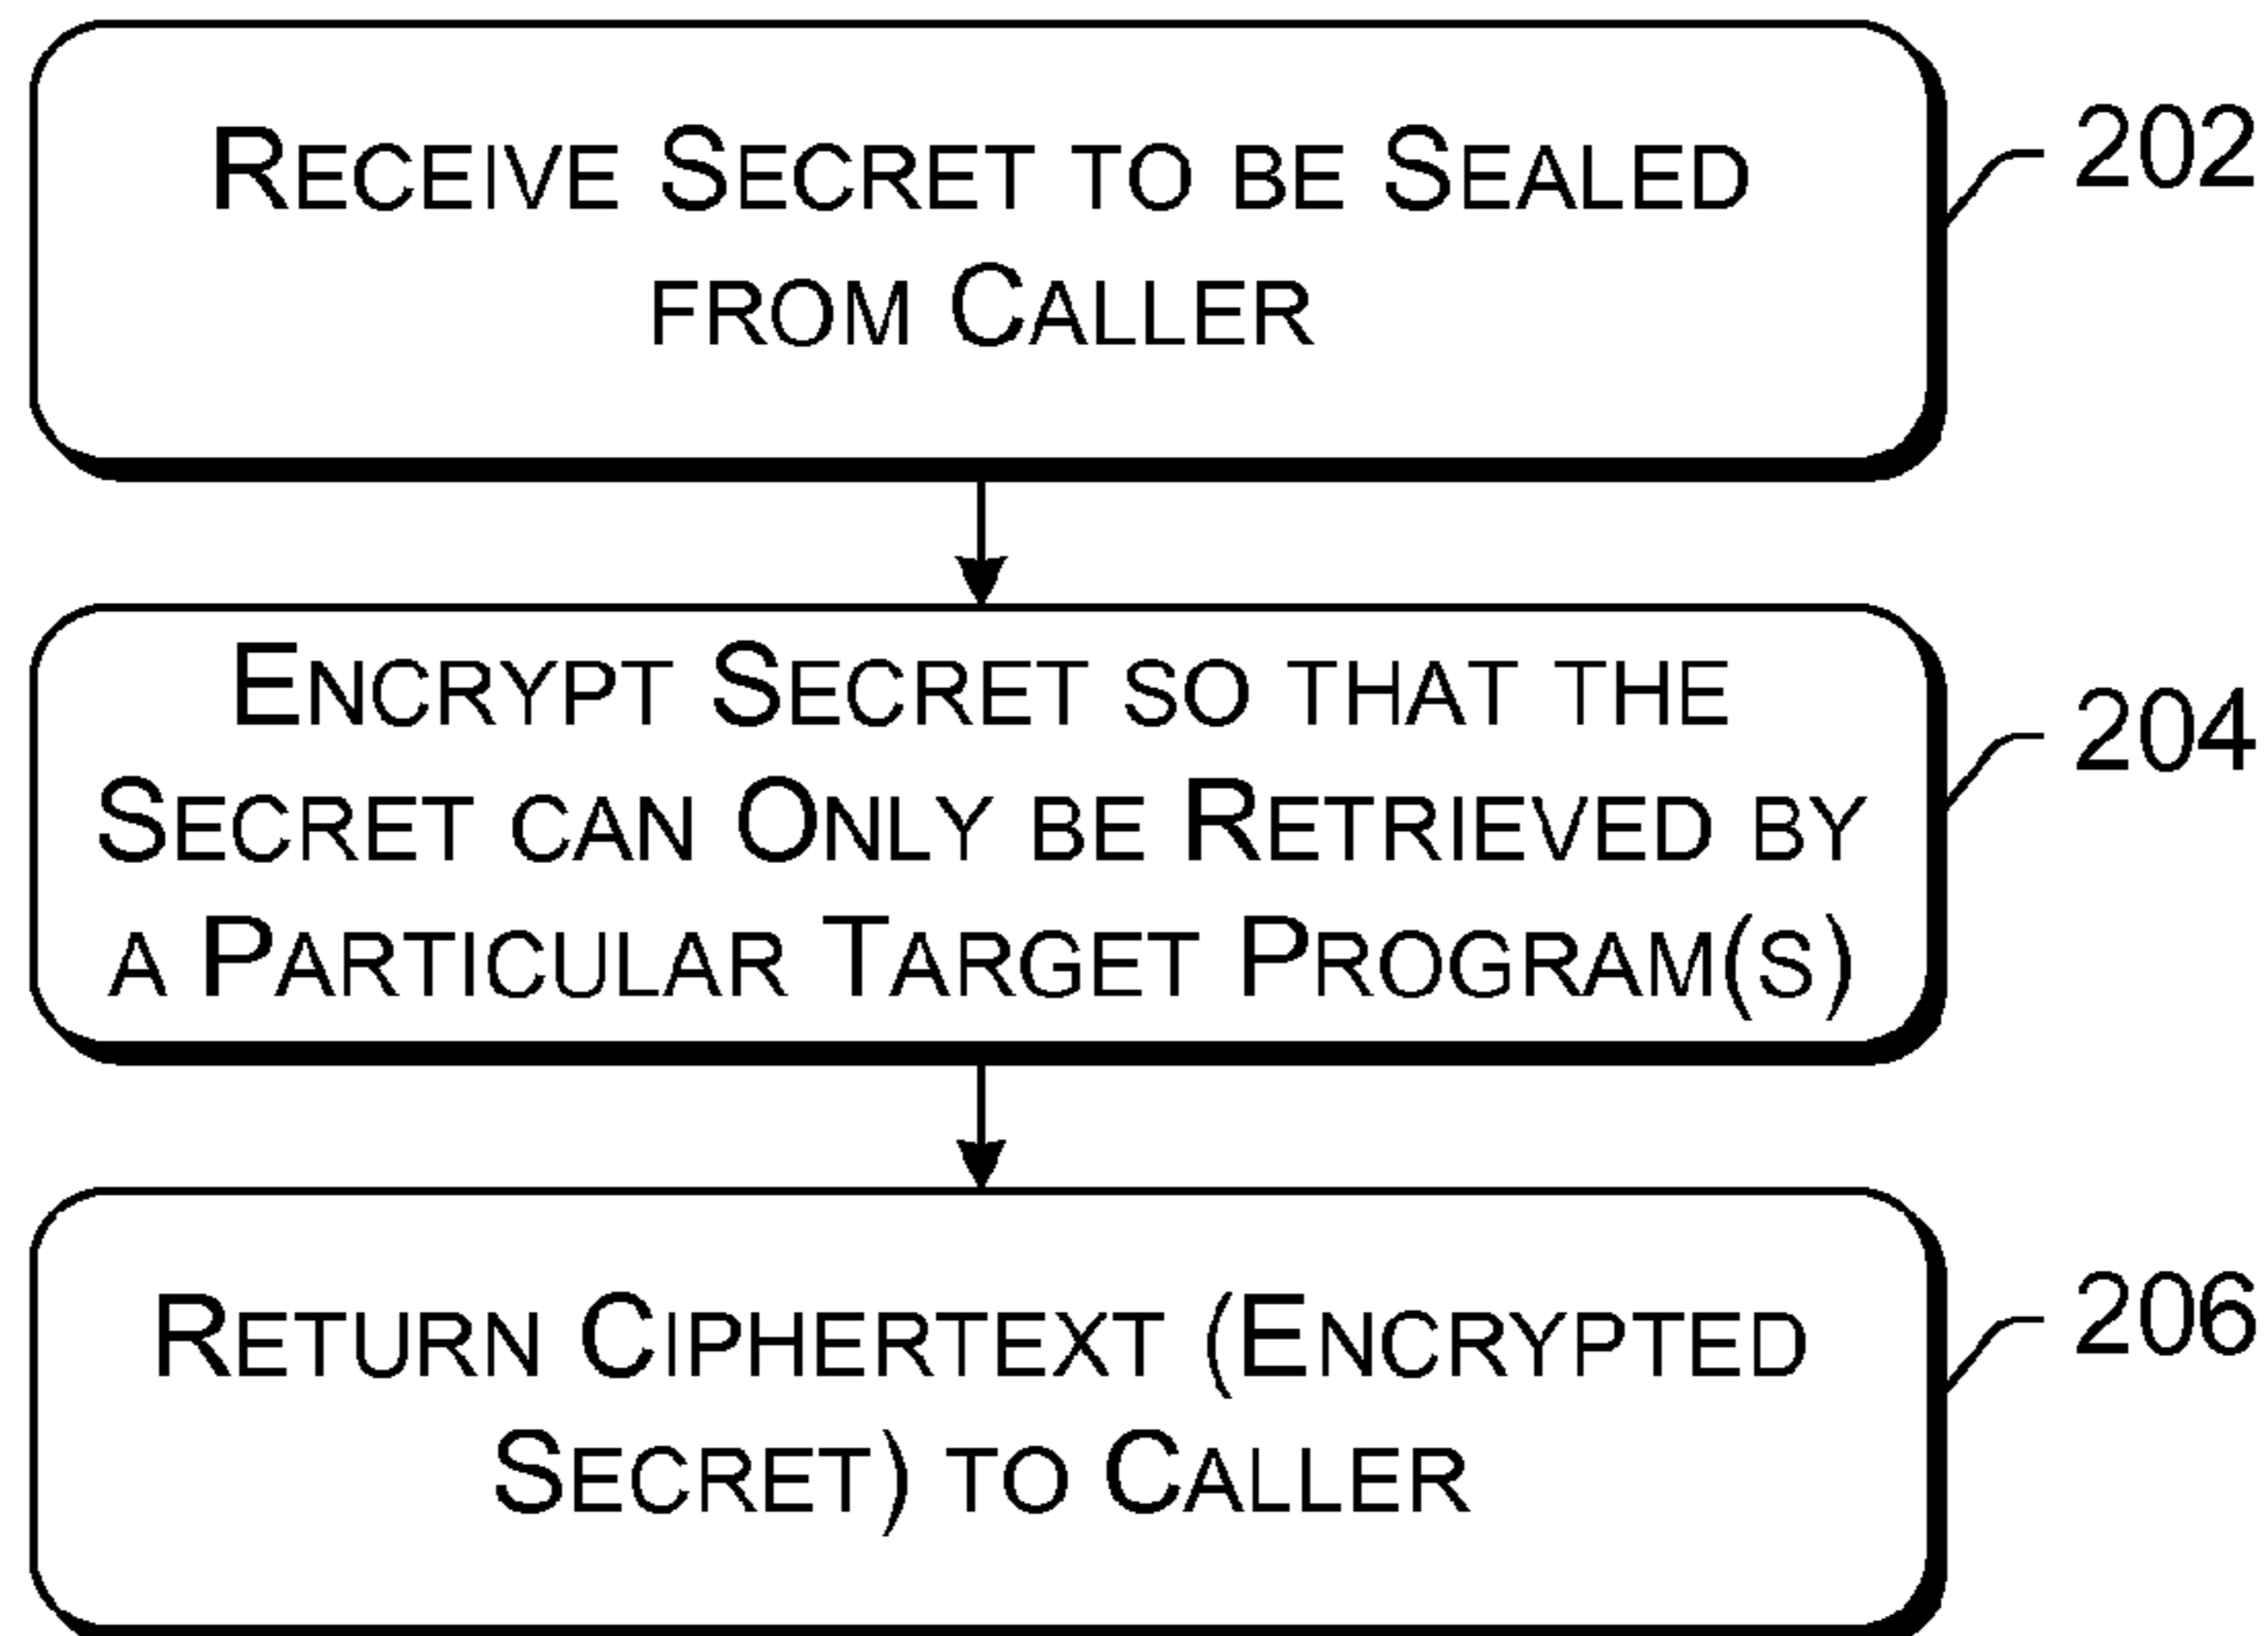 RECEIVE SECRET TO BE SEALED
FROM CALLER
202
ENCRYPT SECRET SO THAT THE
SECRET CAN ONLY BE RETRIEVED BY
A PARTICULAR TARGET PROGRAM(S)
204
RETURN CIPHERTEXT (ENCRYPTED
SECRET) TO CALLER
206